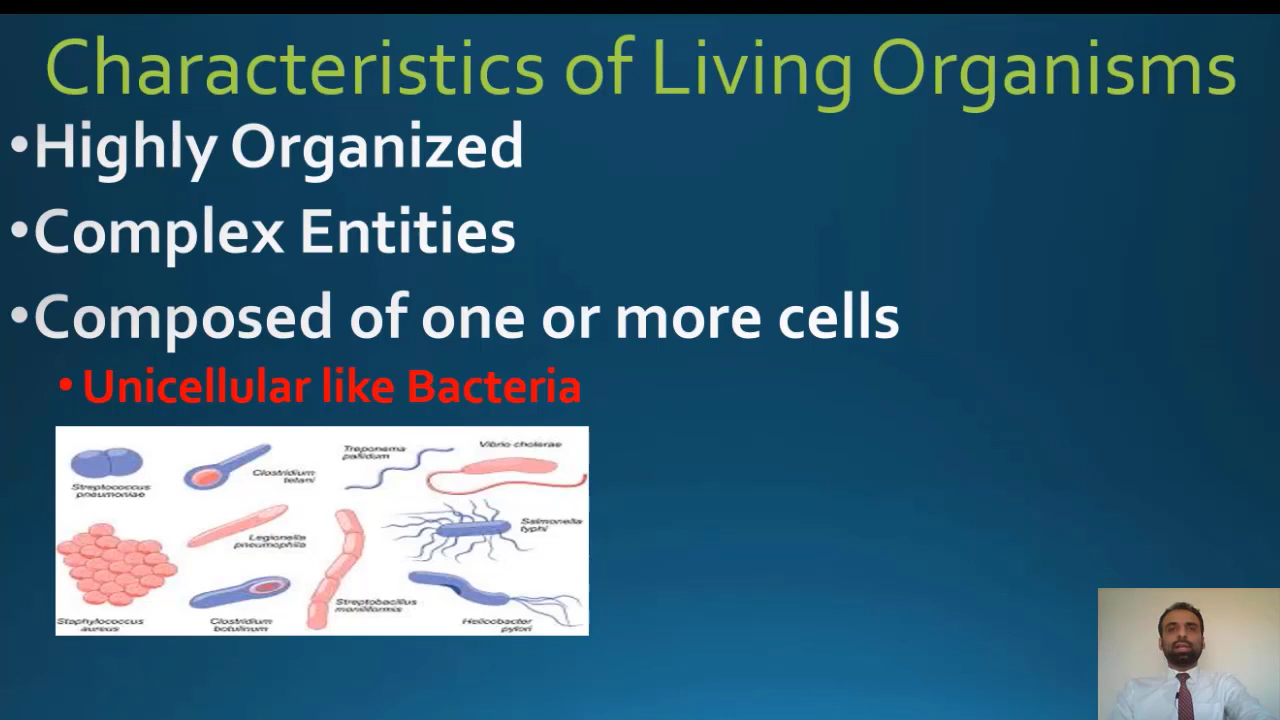 Characteristics of Living Organisms
•Highly Organized
•Complex Entities
•Composed of one or more cells
•Unicellular like Bacteria
Streptococcus
pneumoniae
Clostridium
tetani
Treponema
pallidum
Vibrio cholerae
Staphylococcus
aureus
Legionella
pneumophila
Clostridium
botulinum
Streptobacillus
moniliformis
Salmonella
typhi
Helicobacter
pylori